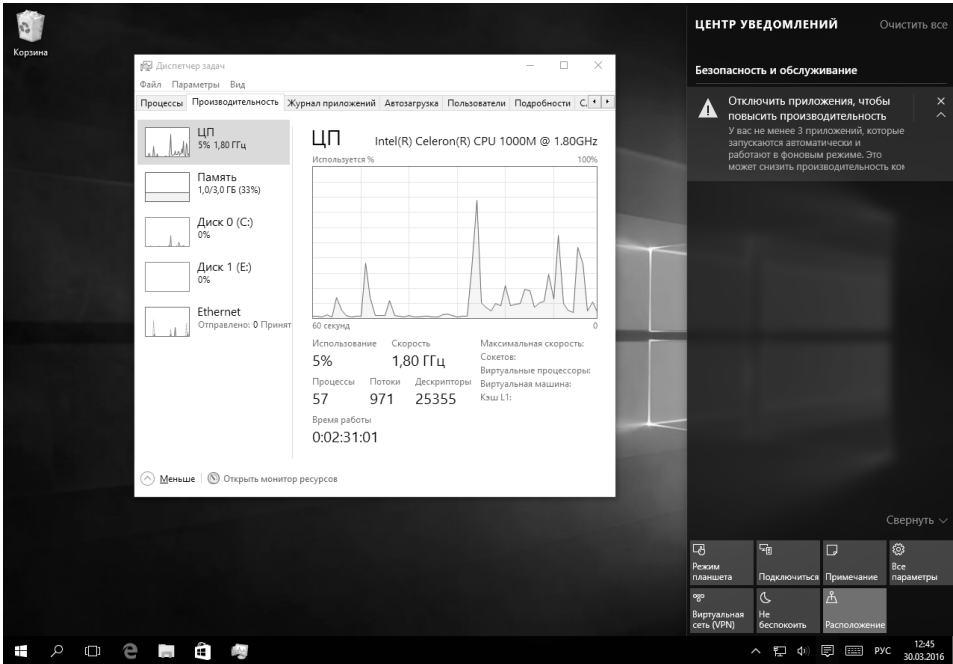 Корзина
Диспетчер задач
Файл Параметры Вид
Процессы Производительность Журнал приложений Автозагрузка Пользователи Подробности С.
ЦП
5% 1,80 ГГц
Память
1,0/3,0 ГБ (33%)
Диск 0 (C:)
0%
Диск 1 (E:)
0%
Ethernet
Отправлено: 0 Принят
ЦП Intel(R) Celeron(R) CPU 1000M @ 1.80GHz
Используется % 100%
60 секунд 0
Использование Скорость
5% 1,80 ГГц
Процессы Потоки Дескрипторы
57 971 25355
Время работы
0:02:31:01
Максимальная скорость:
Сокетов:
Виртуальные процессоры:
Виртуальная машина:
Кэш L1:
Меньше Открыть монитор ресурсов
ЦЕНТР УВЕДОМЛЕНИЙ Очистить все
Безопасность и обслуживание
Отключить приложения, чтобы
повысить производительность
У вас не менее 3 приложений, которые
запускаются автоматически и
работают в фоновым режиме. Это
может снизить производительность ком
Свернуть
Режим
планшета
Подключиться
Примечание
Все
параметры
Виртуальная
сеть (VPN)
Не
беспокоить
Расположение
РУС
12:45
30.03.2016